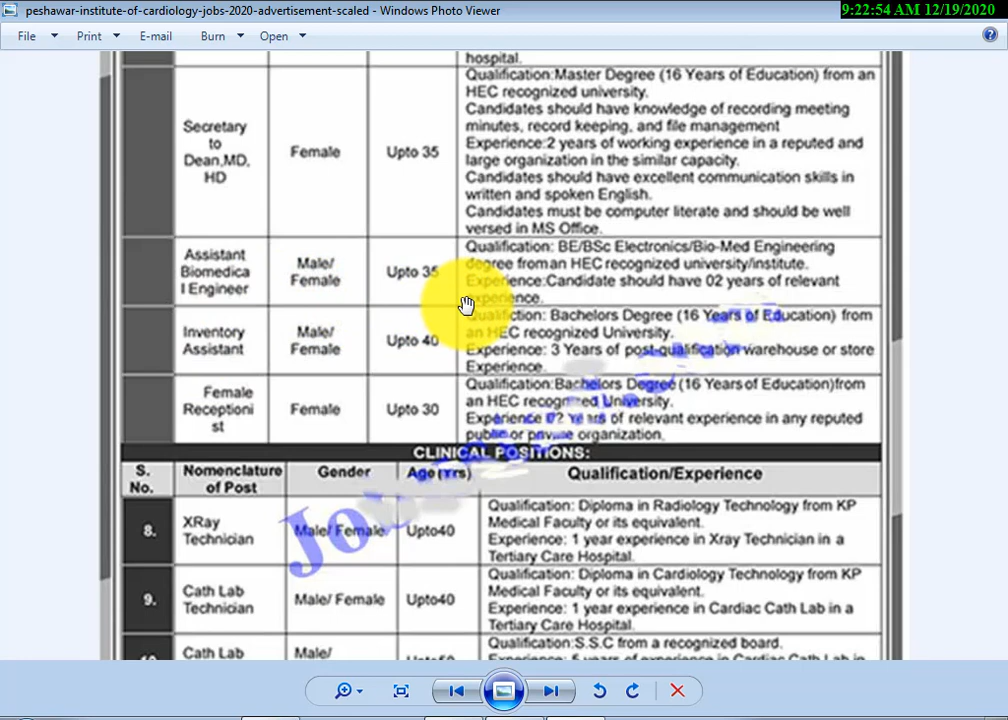 peshawar-institute-of-cardiology-jobs-2020-advertisement-scaled - Windows Photo Viewer
9:22:54 AM 12/19/2020
File Print E-mail Burn Open
hospital.
Secretary
to
Dean,MD,
HD
Female
Upto 35
Qualification:Master Degree (16 Years of Education) from an
HEC recognized university.
Candidates should have knowledge of recording meeting
minutes, record keeping, and file management
Experience:2 years of working experience in a reputed and
large organization in the similar capacity.
Candidates should have excellent communication skills in
written and spoken English.
Candidates must be computer literate and should be well
versed in MS Office.
Assistant
Biomedica
l Engineer
Male/
Female
Upto 35
Qualification: BE/BSc Electronics/Bio-Med Engineering
degree froman HEC recognized university/institute.
Experience:Candidate should have 02 years of relevant
experience.
Inventory
Assistant
Male/
Female
Upto 40
Qualifiction: Bachelors Degree (16 Years of Education) from
an HEC recognized University.
Experience: 3 Years of post-qualification warehouse or store
Experience.
Female
Receptioni
st
Female
Upto 30
Qualification:Bachelors Degree (16 Years of Education)from
an HEC recognized University.
Experience 02 Years of relevant experience in any reputed
public or private organization.
CLINICAL POSITIONS:
S.
No.
Nomenclature
of Post
Gender
Age (Yrs)
Qualification/Experience
8.
XRay
Technician
Male/ Female
Upto40
Qualification: Diploma in Radiology Technology from KP
Medical Faculty or its equivalent.
Experience: 1 year experience in Xray Technician in a
Tertiary Care Hospital.
9.
Cath Lab
Technician
Male/ Female
Upto40
Qualification: Diploma in Cardiology Technology from KP
Medical Faculty or its equivalent.
Experience: 1 year experience in Cardiac Cath Lab in a
Tertiary Care Hospital.
Cath Lab
Male/
Qualification:S.S.C from a recognized board.